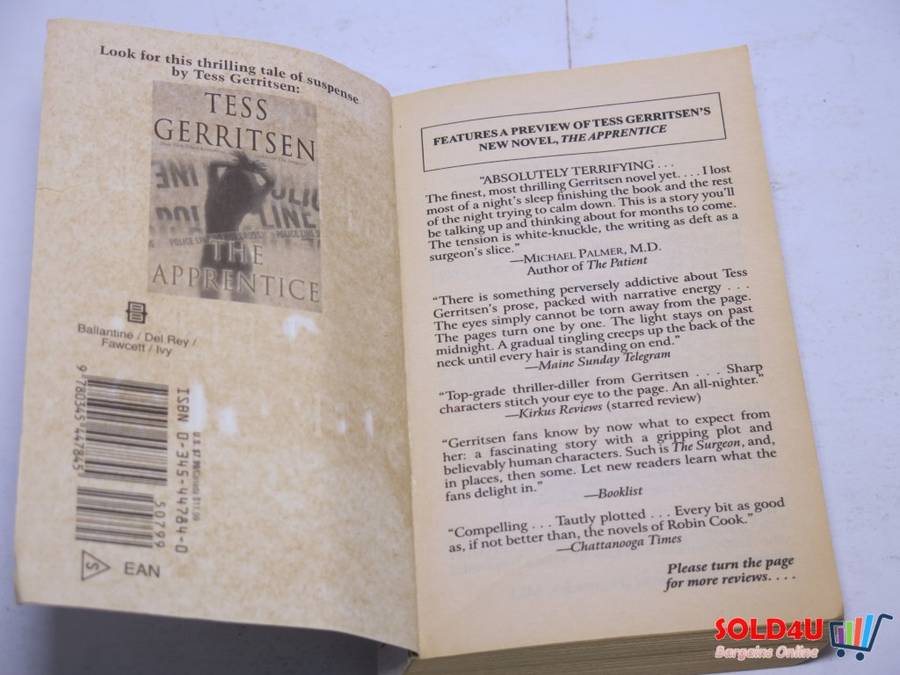 Look for this thrilling tale of suspense
by Tess Gerritsen:
TESS
GERRITSEN
POLICE
LINE
THE
APPRENTICE
Ballantine / Del Rey /
Fawcett / Ivy
9 780345 447845
ISBN 0-345-44784-0
50799
S
EAN
FEATURES A PREVIEW OF TESS GERRITSEN'S
NEW NOVEL, THE APPRENTICE
"ABSOLUTELY TERRIFYING . . .
The finest, most thrilling Gerritsen novel yet. . . . I lost
most of a night's sleep finishing the book and the rest
of the night trying to calm down. This is a story you'll
be talking up and thinking about for months to come.
The tension is white-knuckle, the writing as deft as a
surgeon's slice."
—MICHAEL PALMER, M.D.
Author of The Patient
"There is something perversely addictive about Tess
Gerritsen's prose, packed with narrative energy . . .
The eyes simply cannot be torn away from the page.
The pages turn one by one. The light stays on past
midnight. A gradual tingling creeps up the back of the
neck until every hair is standing on end."
—Maine Sunday Telegram
"Top-grade thriller-diller from Gerritsen . . . Sharp
characters stitch your eye to the page. An all-nighter."
—Kirkus Reviews (starred review)
"Gerritsen fans know by now what to expect from
her: a fascinating story with a gripping plot and
believably human characters. Such is The Surgeon, and,
in places, then some. Let new readers learn what the
fans delight in."
—Booklist
"Compelling . . . Tautly plotted . . . Every bit as good
as, if not better than, the novels of Robin Cook."
—Chattanooga Times
Please turn the page
for more reviews. . . .
SOLD4U
Bargains Online